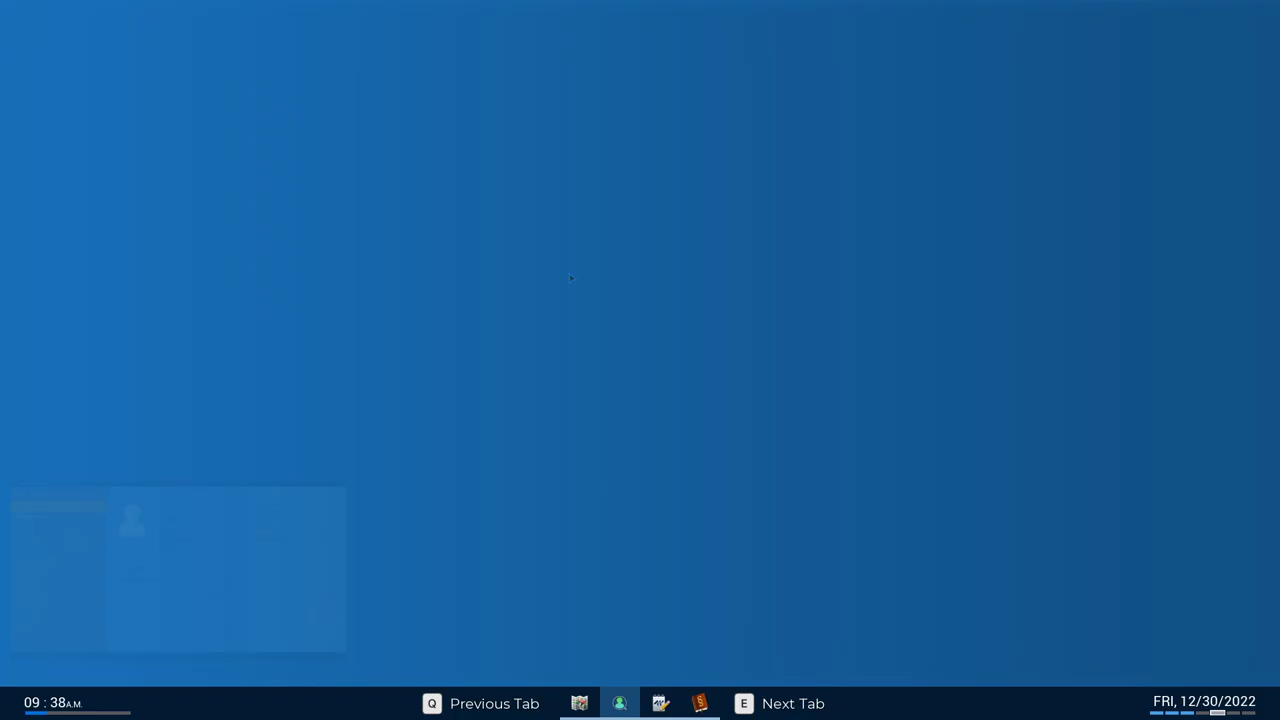 09 : 38A.M.
Q Previous Tab
E Next Tab
FRI, 12/30/2022